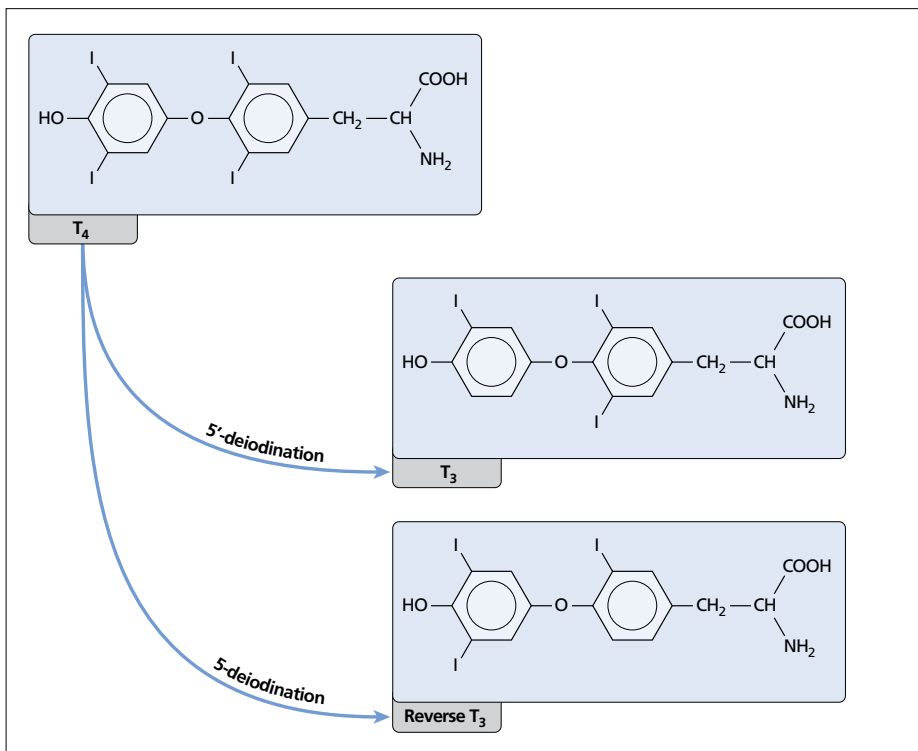 I I
COOH
HO O CH₂ CH
I I NH₂
T₄
I I
COOH
HO O CH₂ CH
I NH₂
5′-deiodination
T₃
I I
COOH
HO O CH₂ CH
I NH₂
5-deiodination
Reverse T₃